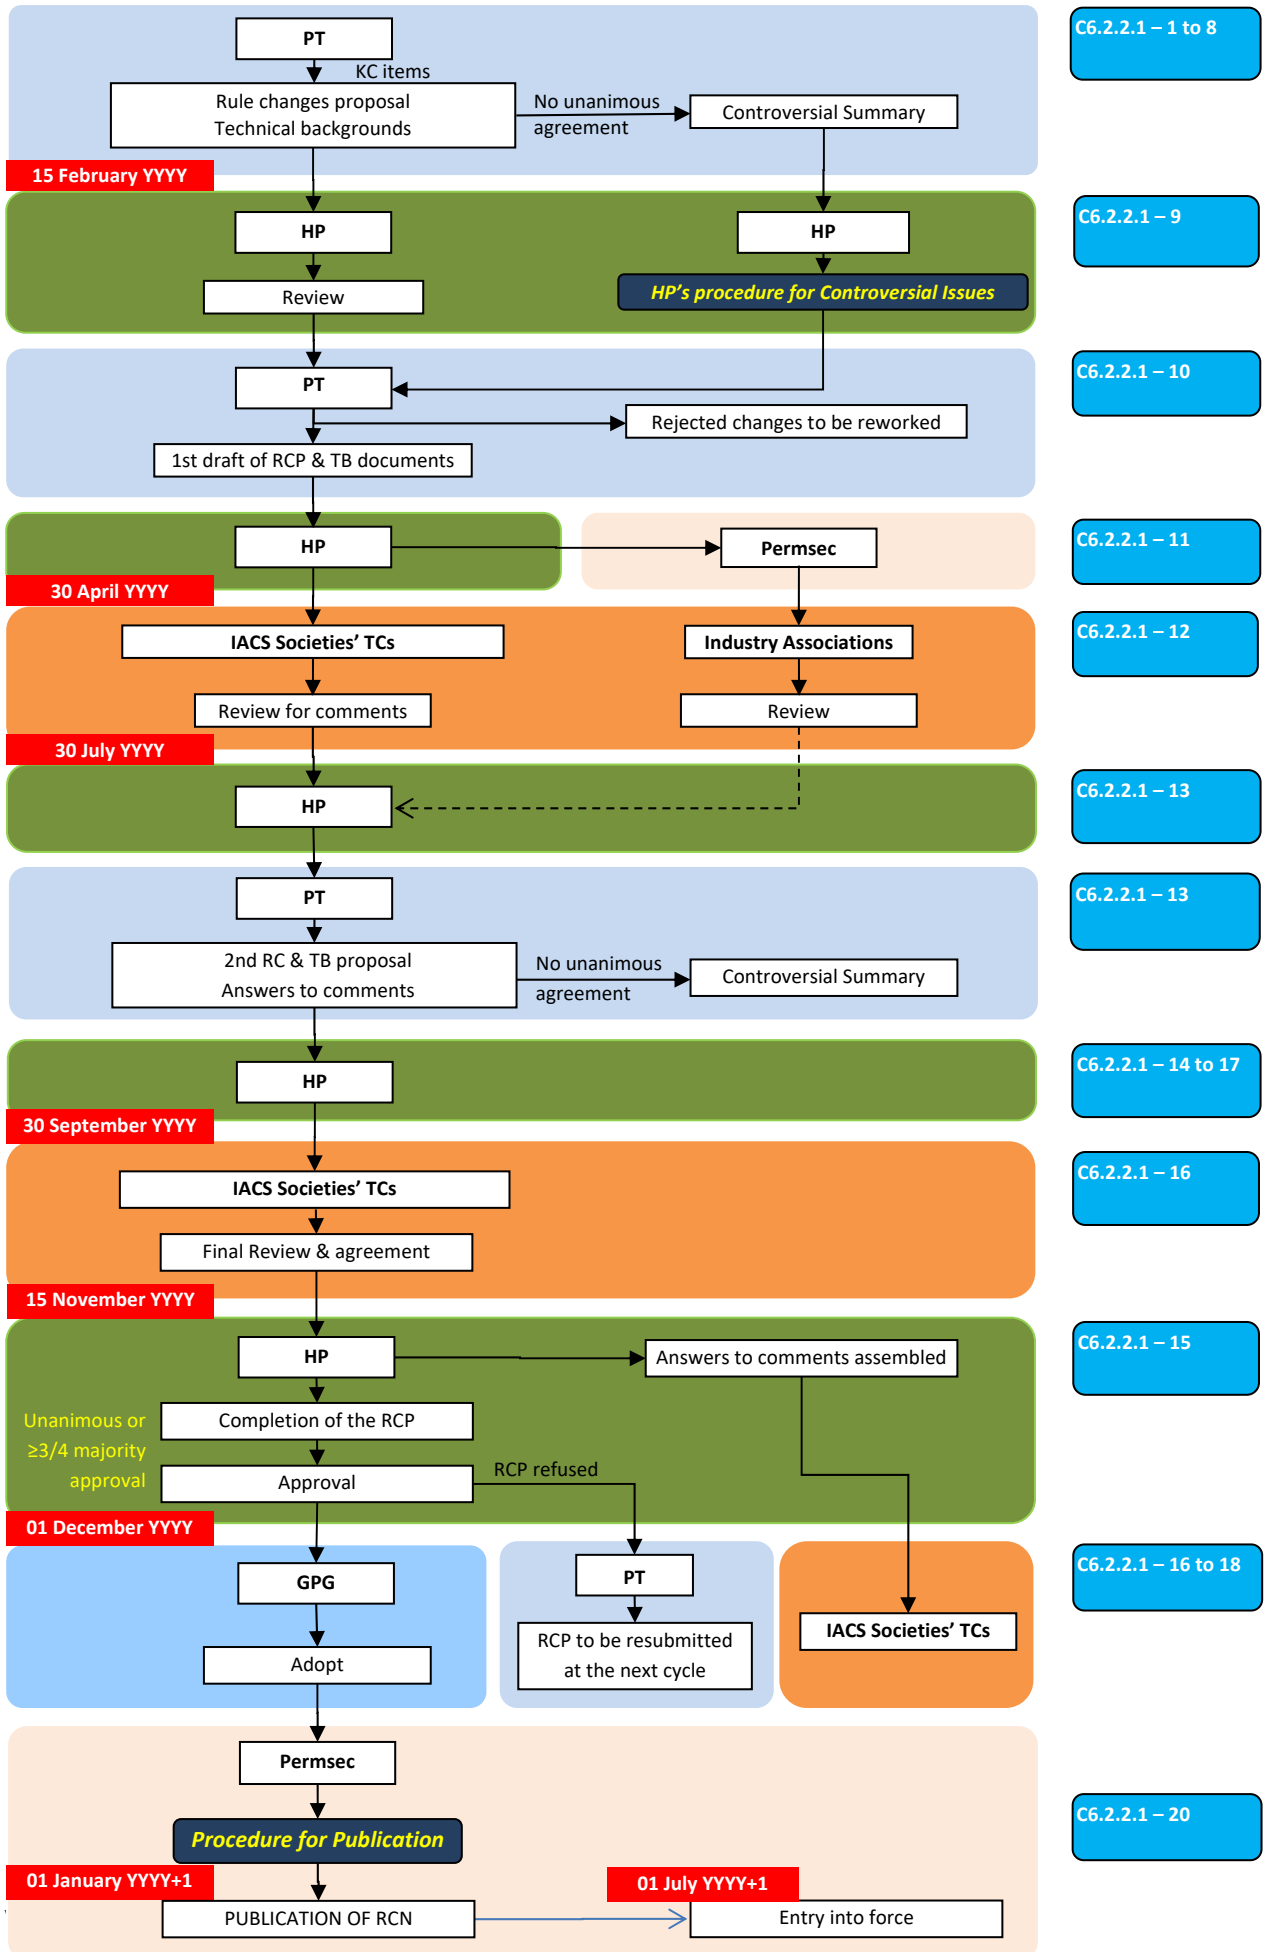 PT
C6.2.2.1 – 1 to 8
KC items
Rule changes proposal
Technical backgrounds
No unanimous
agreement
Controversial Summary
15 February YYYY
HP
HP
C6.2.2.1 – 9
Review
HP's procedure for Controversial Issues
PT
C6.2.2.1 – 10
Rejected changes to be reworked
1st draft of RCP & TB documents
HP
Permsec
C6.2.2.1 – 11
30 April YYYY
IACS Societies' TCs
Industry Associations
C6.2.2.1 – 12
Review for comments
Review
30 July YYYY
HP
C6.2.2.1 – 13
PT
C6.2.2.1 – 13
2nd RC & TB proposal
Answers to comments
No unanimous
agreement
Controversial Summary
HP
C6.2.2.1 – 14 to 17
30 September YYYY
IACS Societies' TCs
C6.2.2.1 – 16
Final Review & agreement
15 November YYYY
HP
Answers to comments assembled
C6.2.2.1 – 15
Unanimous or
≥3/4 majority
approval
Completion of the RCP
Approval
RCP refused
01 December YYYY
GPG
PT
C6.2.2.1 – 16 to 18
Adopt
RCP to be resubmitted
at the next cycle
IACS Societies' TCs
Permsec
Procedure for Publication
C6.2.2.1 – 20
01 January YYYY+1
01 July YYYY+1
PUBLICATION OF RCN
Entry into force